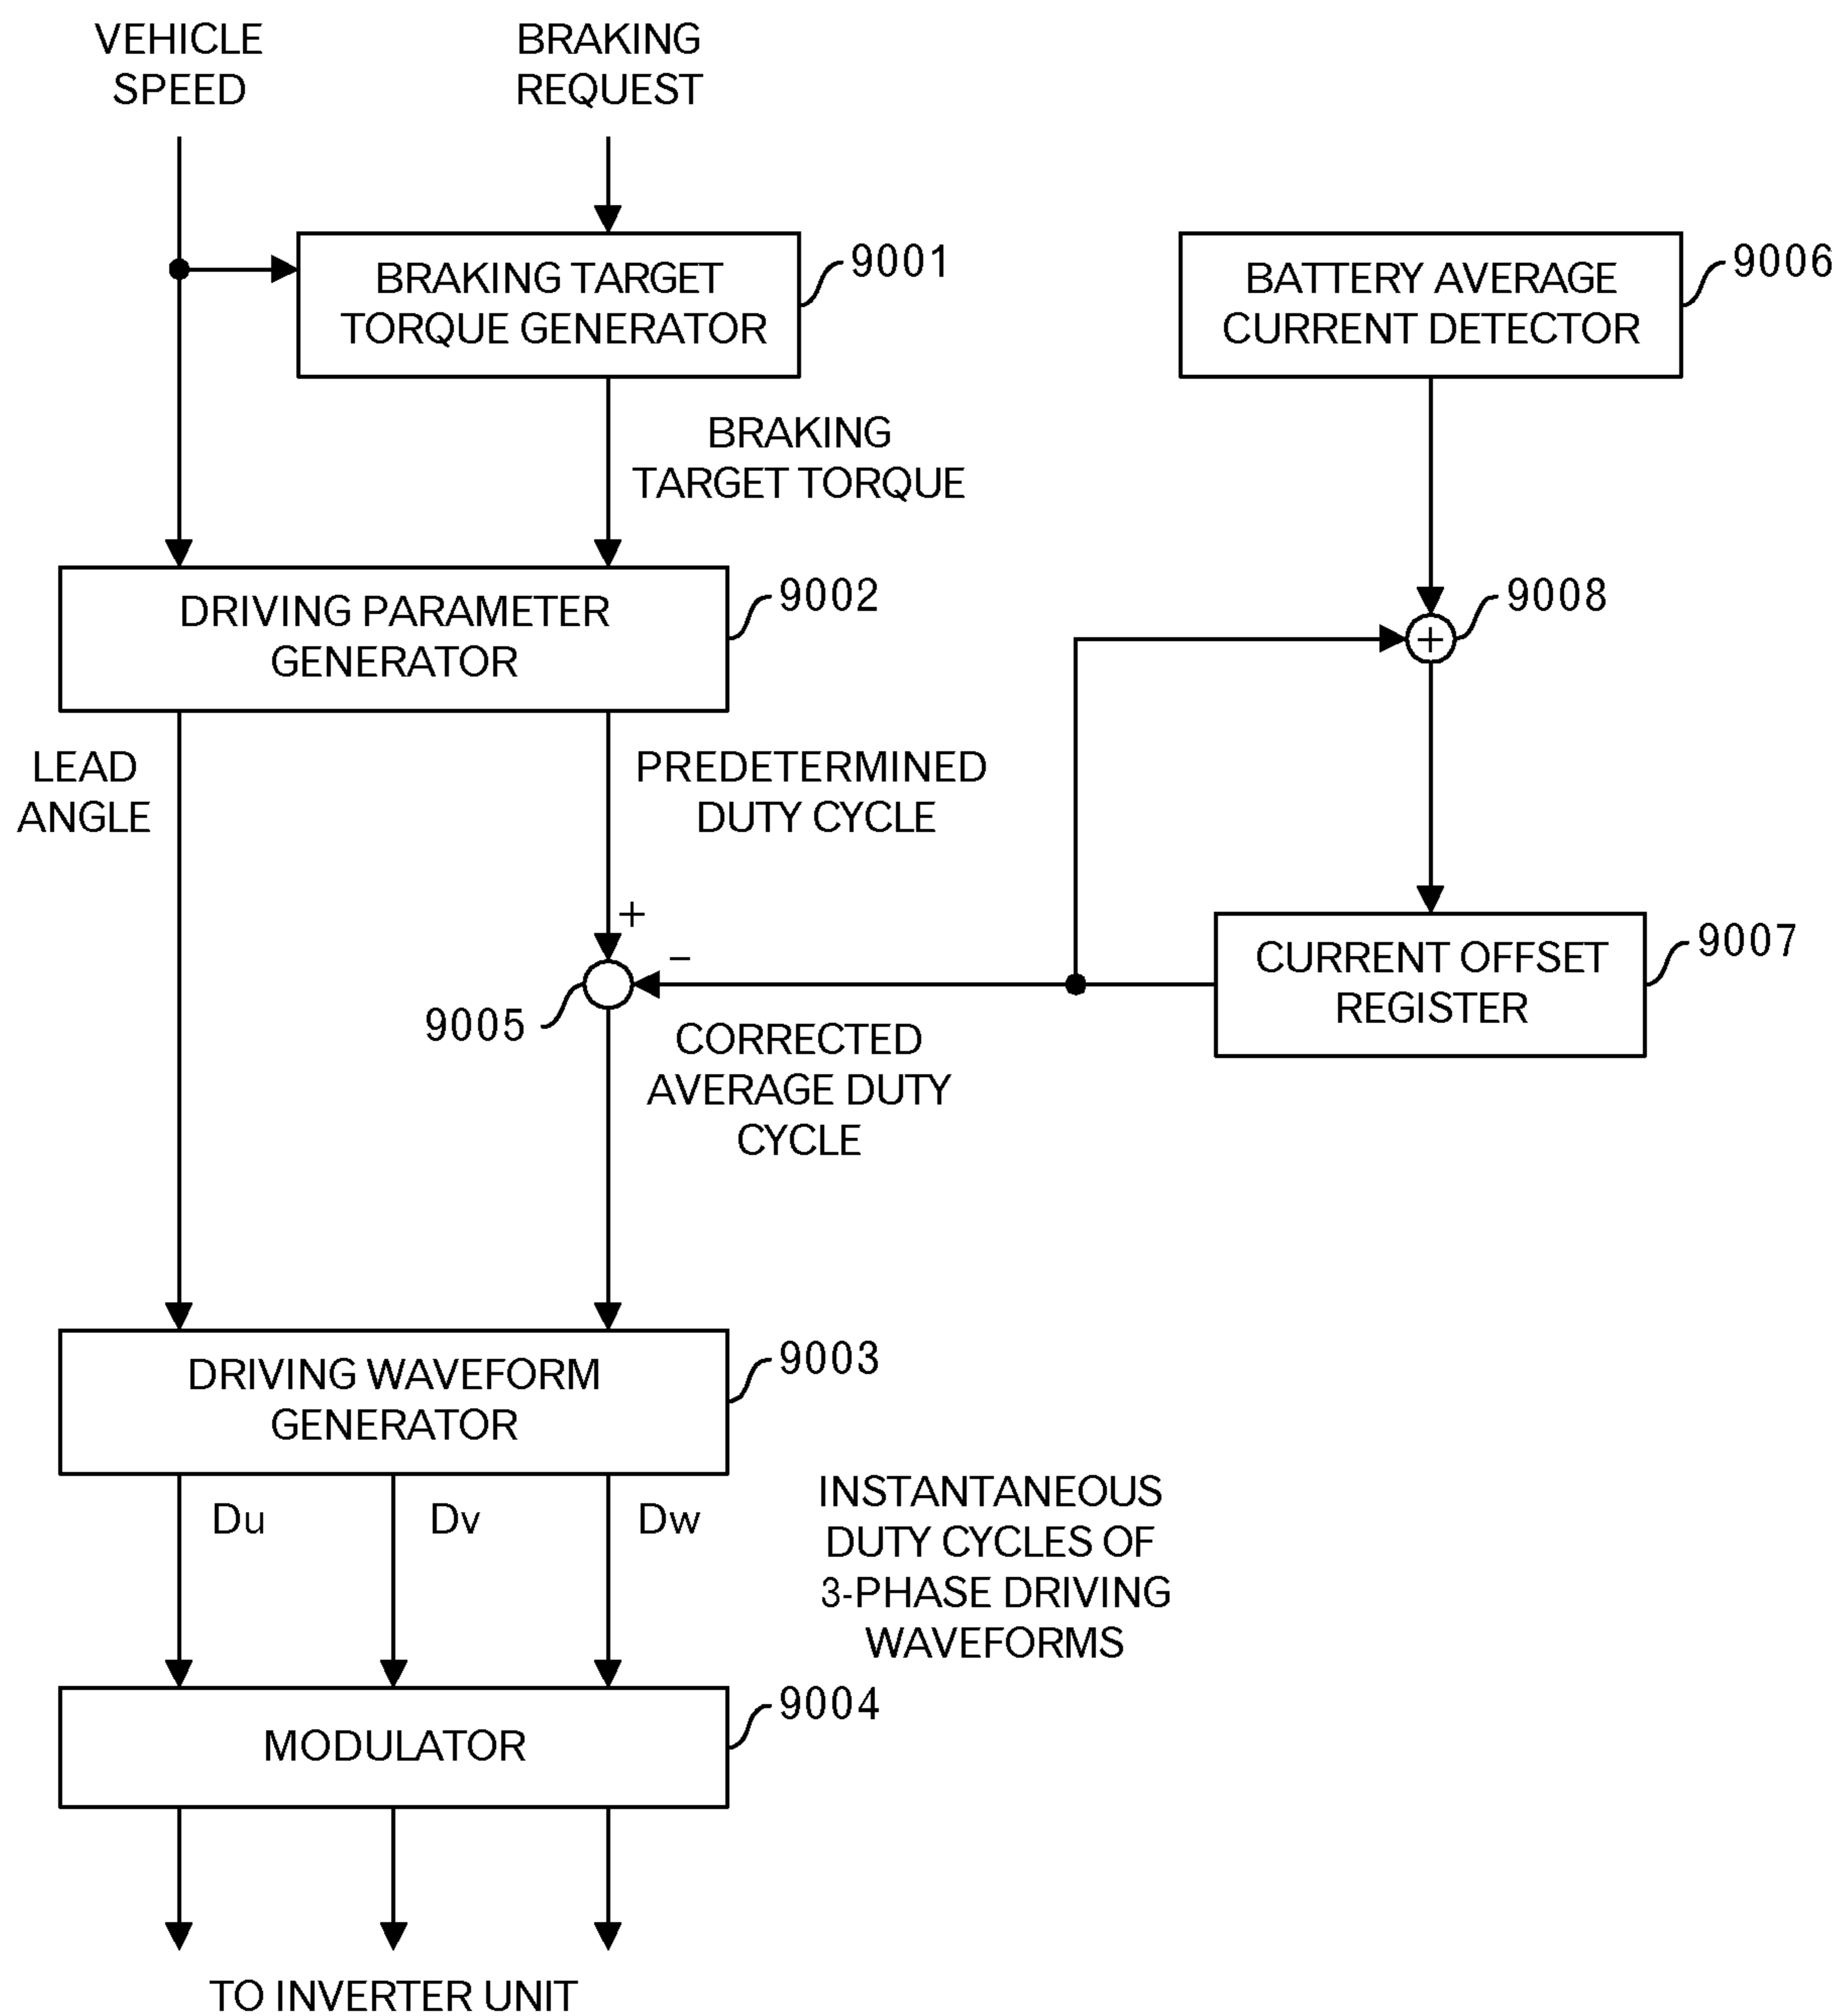 VEHICLE
SPEED
BRAKING
REQUEST
BRAKING TARGET
TORQUE GENERATOR
9001
BATTERY AVERAGE
CURRENT DETECTOR
9006
BRAKING
TARGET TORQUE
DRIVING PARAMETER
GENERATOR
9002
+
9008
LEAD
ANGLE
PREDETERMINED
DUTY CYCLE
+
−
9005
CURRENT OFFSET
REGISTER
9007
CORRECTED
AVERAGE DUTY
CYCLE
DRIVING WAVEFORM
GENERATOR
9003
Du
Dv
Dw
INSTANTANEOUS
DUTY CYCLES OF
3-PHASE DRIVING
WAVEFORMS
MODULATOR
9004
TO INVERTER UNIT